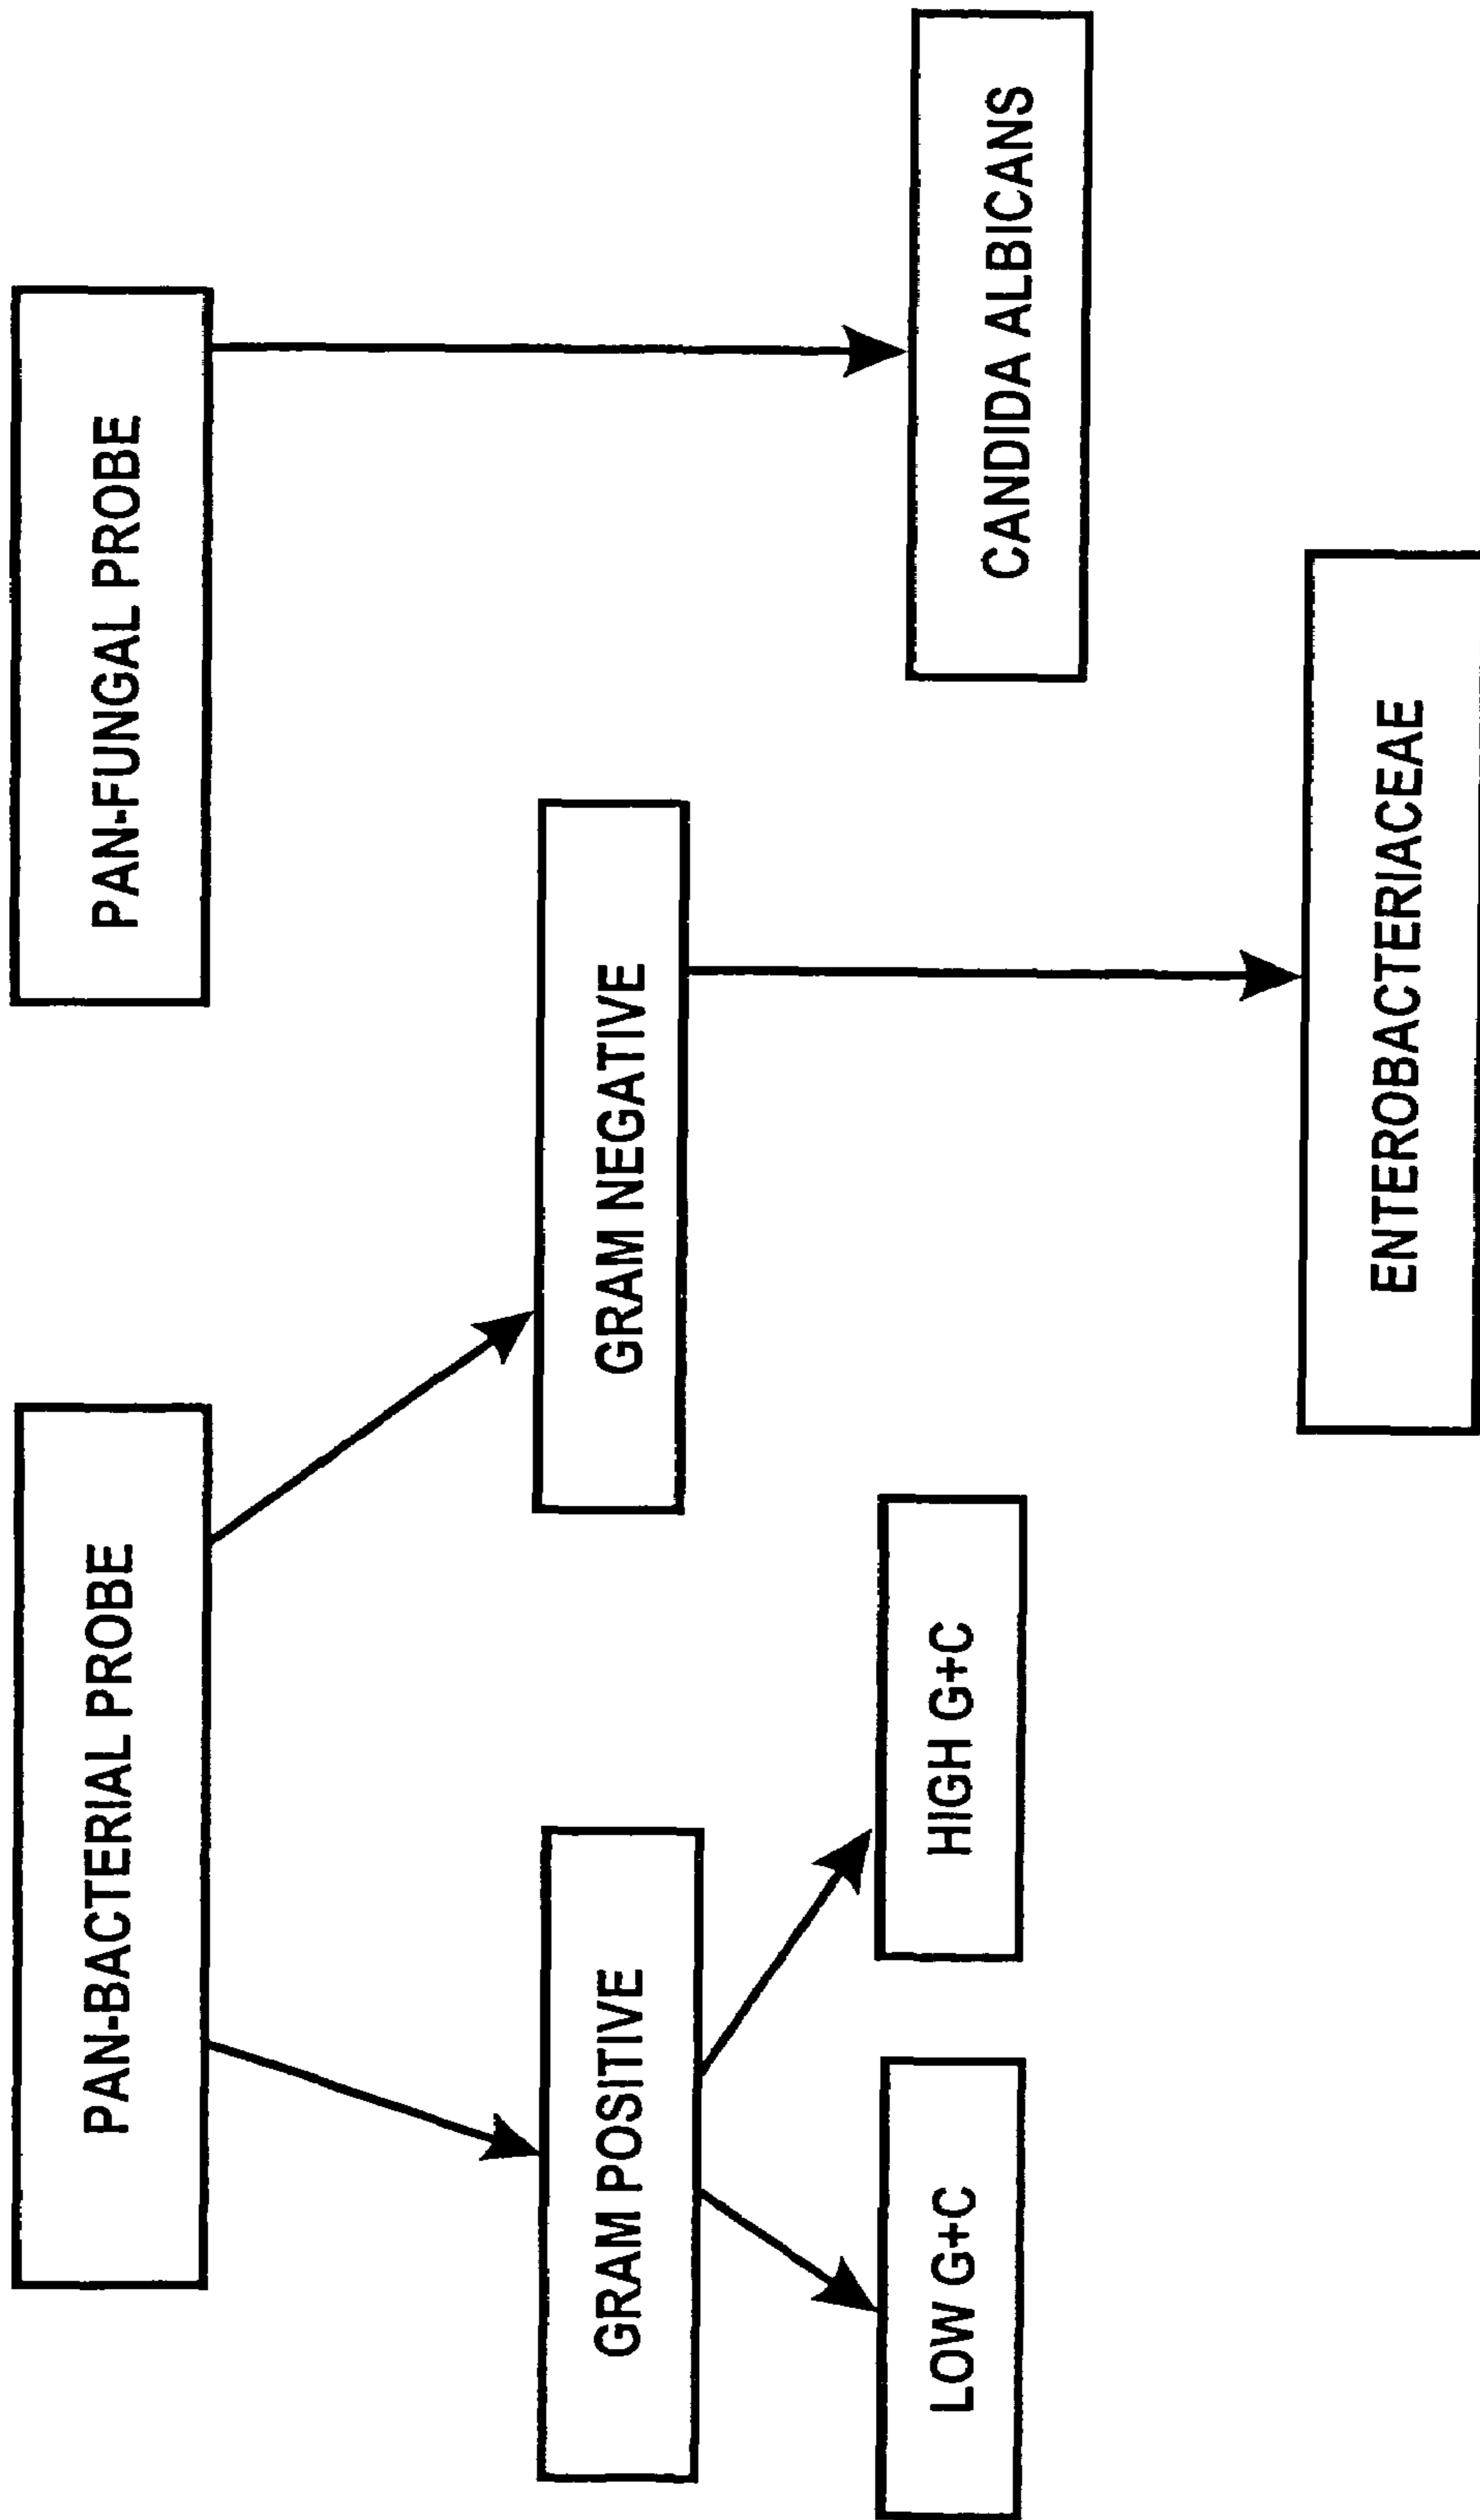 PAN-BACTERIAL PROBE
PAN-FUNGAL PROBE
GRAM POSITIVE
GRAM NEGATIVE
LOW G+C
HIGH G+C
CANDIDA ALBICANS
ENTEROBACTERIACEAE